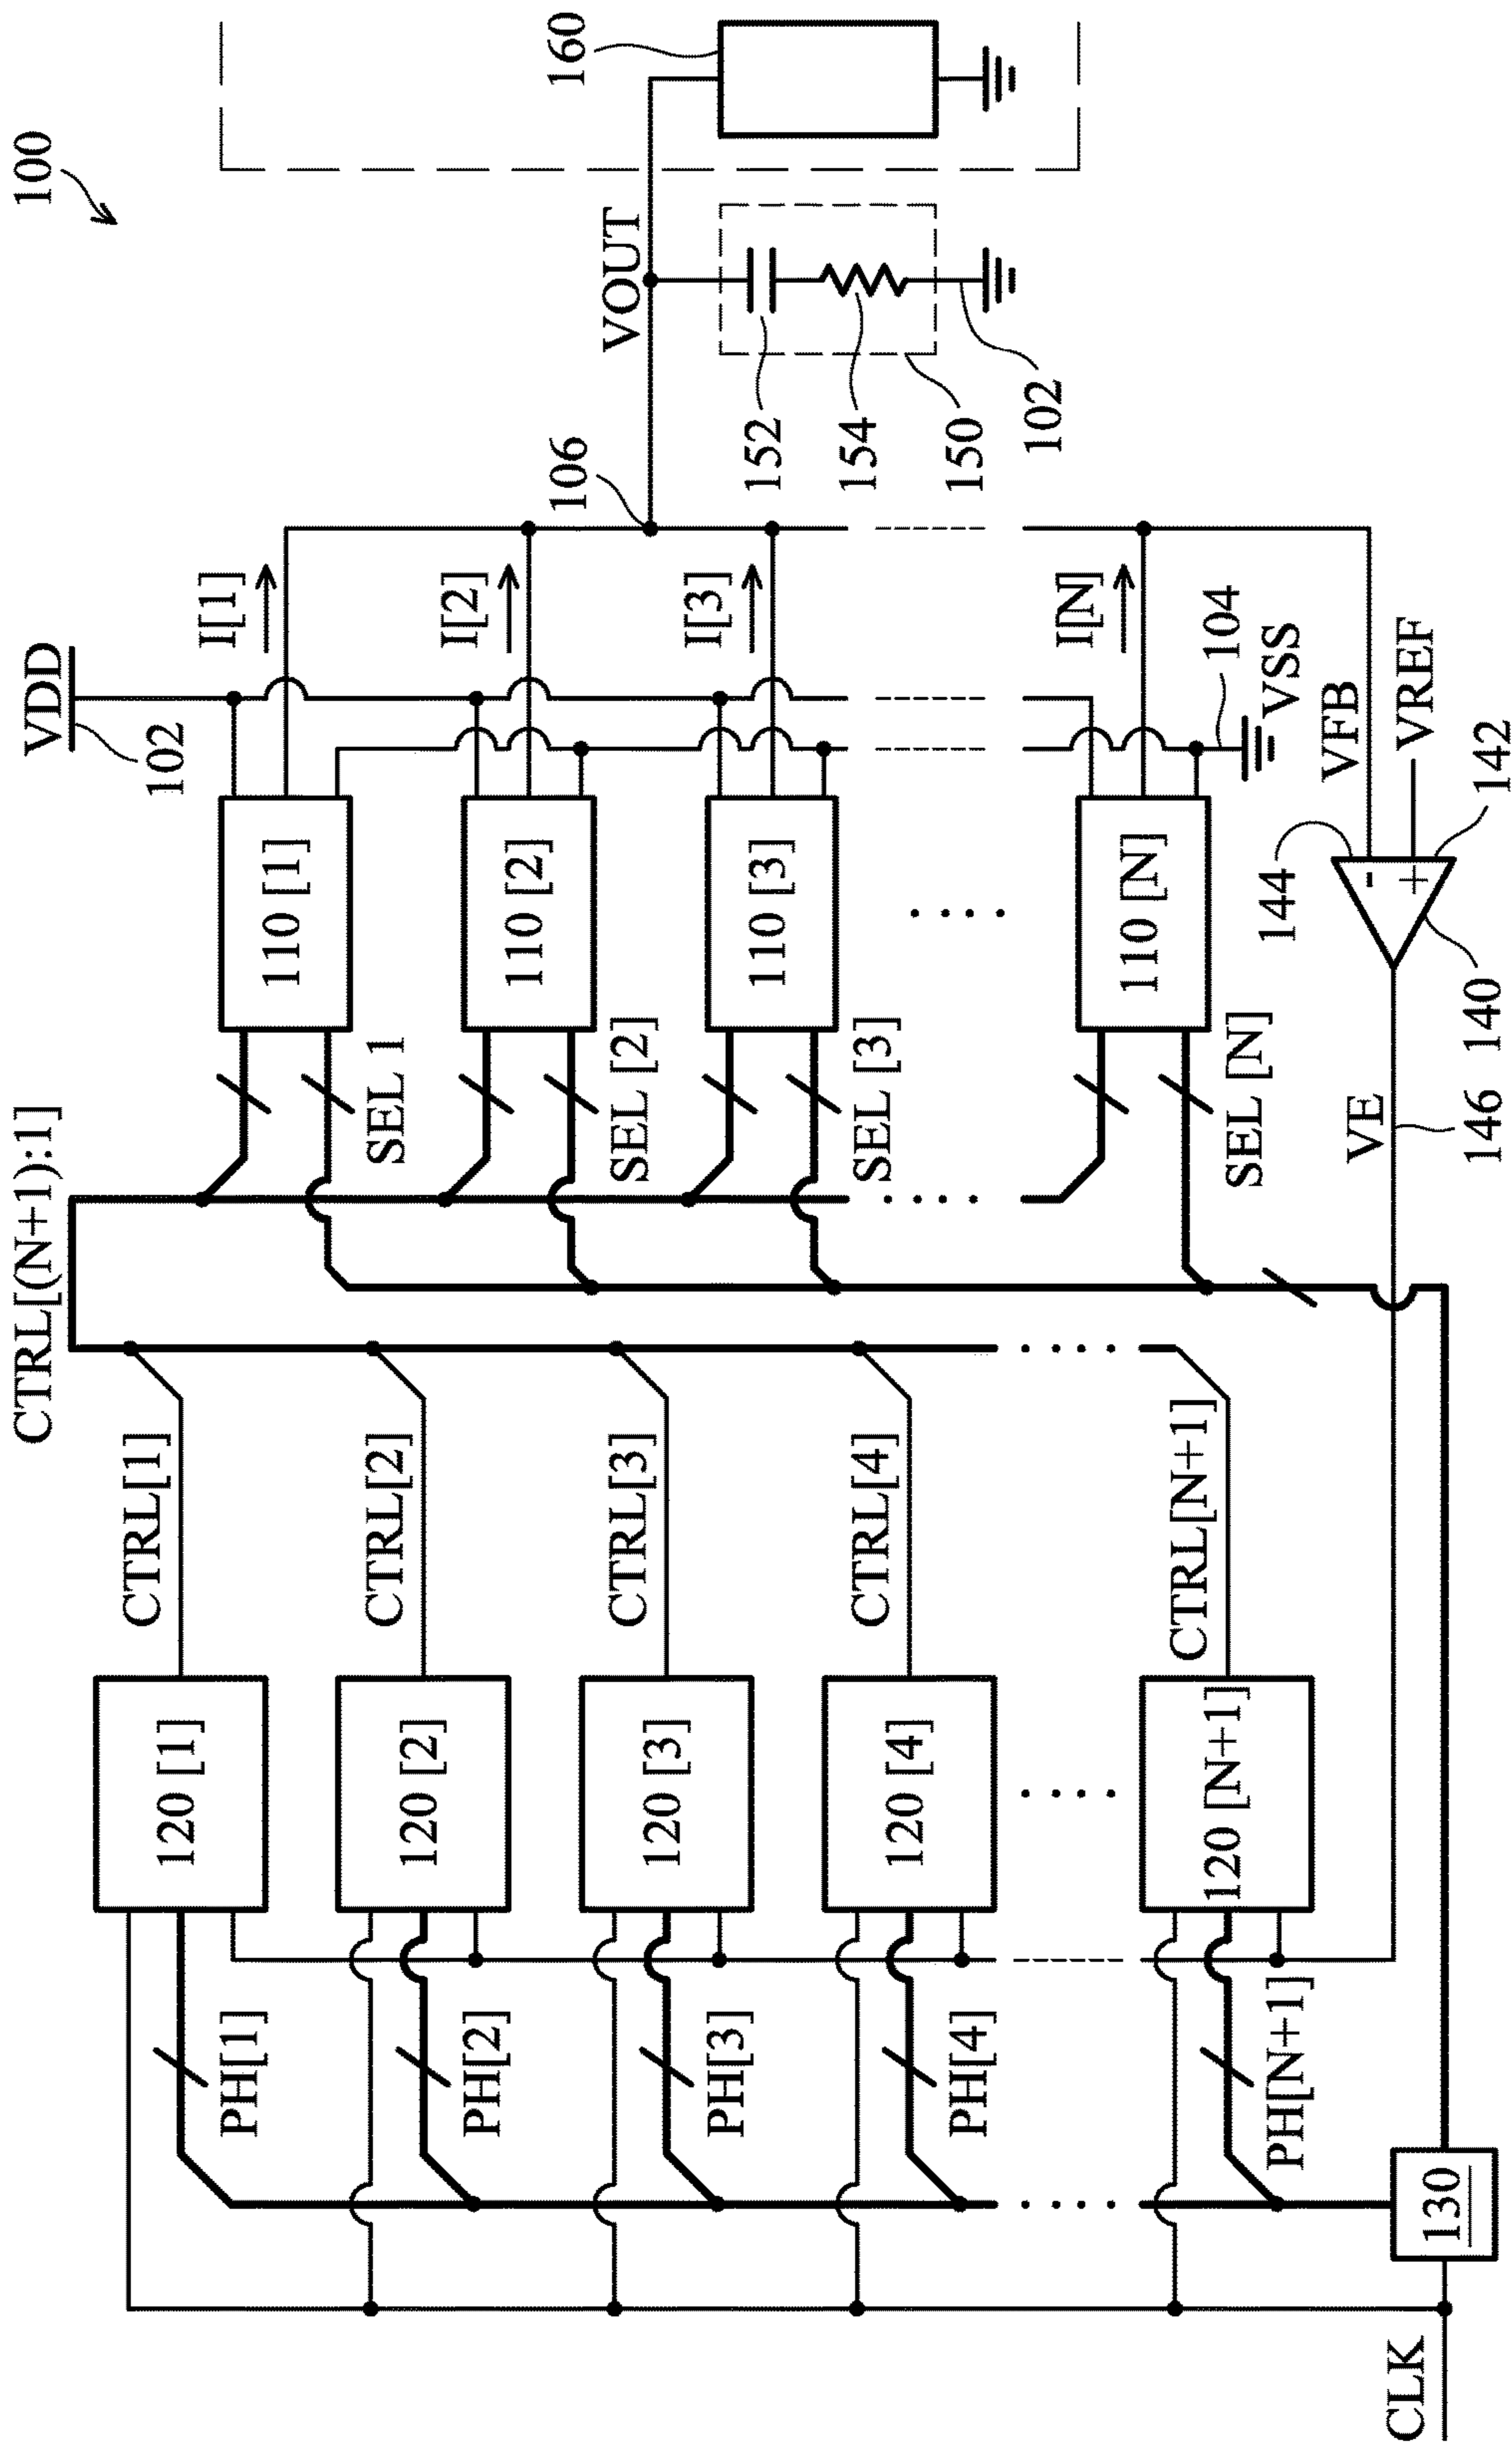 100
CTRL[(N+1):1]
VDD
102
120 [1]
CTRL[1]
PH[1]
110 [1]
SEL 1
I[1]
120 [2]
CTRL[2]
PH[2]
110 [2]
SEL [2]
I[2]
106
VOUT
160
120 [3]
CTRL[3]
PH[3]
110 [3]
SEL [3]
I[3]
152
154
150
102
120 [4]
CTRL[4]
PH[4]
120 [N+1]
CTRL[N+1]
PH[N+1]
110 [N]
SEL [N]
I[N]
104
VSS
VFB
VREF
144
-
+
142
140
VE
146
130
CLK